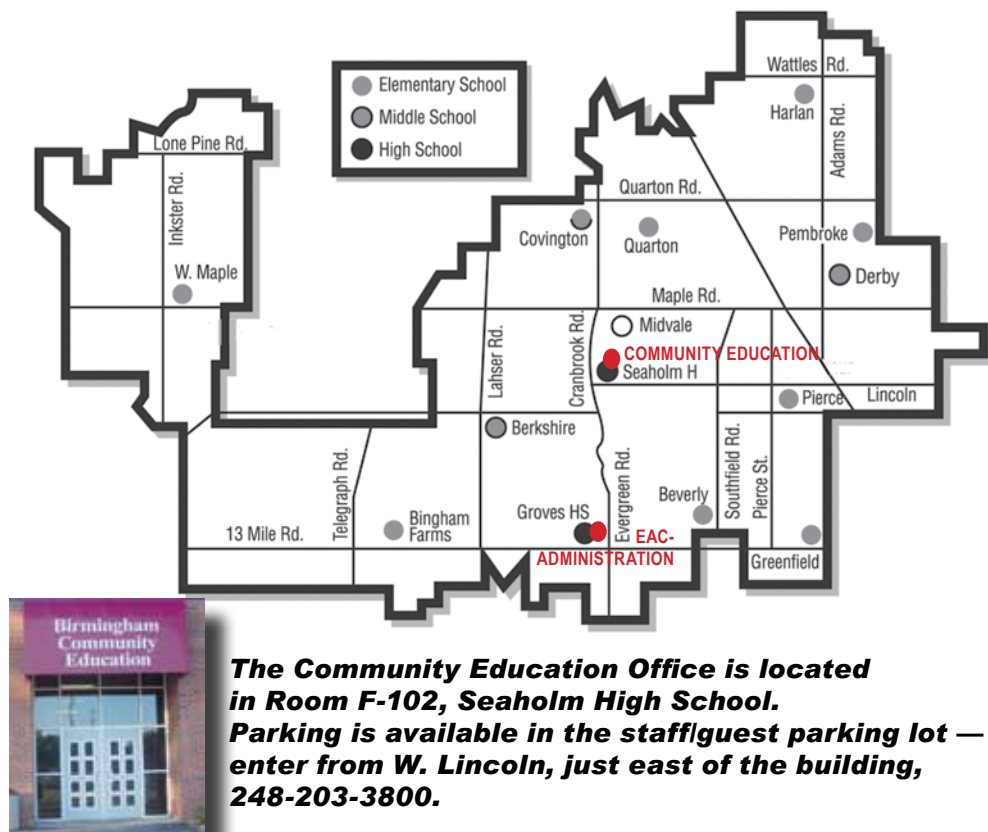 Elementary School
Middle School
High School
Wattles Rd.
Harlan
Adams Rd.
Lone Pine Rd.
Inkster Rd.
W. Maple
Quarton Rd.
Covington
Quarton
Pembroke
Derby
Maple Rd.
Midvale
COMMUNITY EDUCATION
Seaholm H
Lahser Rd.
Cranbrook Rd.
Pierce
Lincoln
Berkshire
Telegraph Rd.
Evergreen Rd.
Southfield Rd.
Pierce St.
Beverly
Groves HS
Bingham
Farms
13 Mile Rd.
EAC-
ADMINISTRATION
Greenfield
Birmingham
Community
Education
The Community Education Office is located
in Room F-102, Seaholm High School.
Parking is available in the staff/guest parking lot —
enter from W. Lincoln, just east of the building,
248-203-3800.